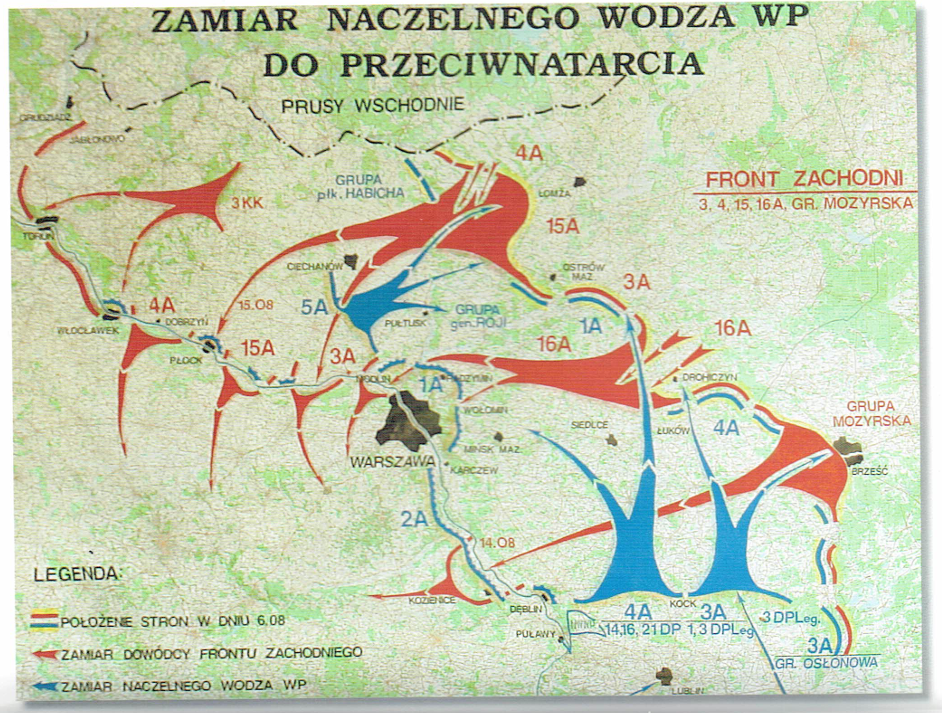 ZAMIAR NACZELNEGO WODZA WP
DO PRZECIWNATARCIA
PRUSY WSCHODNIE
GRUDZIĄDZ
JABŁONOWO
4A
GRUPA
płk. HABICHA
ŁOMŻA
FRONT ZACHODNI
3, 4, 15, 16 A, GR. MOZYRSKA
3KK
15A
TORUŃ
CIECHANÓW
OSTRÓW
MAZ.
3A
15.08
5A
4A
GRUPA
gen. ROJI
1A
16A
WŁOCŁAWEK
DOBRZYŃ
PUŁTUSK
PŁOCK
15A
3A
16A
MODLIN
1A
RADZYMIN
DROHICZYN
WOŁOMIN
GRUPA
MOZYRSKA
SIEDLCE
ŁUKÓW
4A
WARSZAWA
MIŃSK MAZ.
KARCZEW
BRZEŚĆ
2A
14.08
LEGENDA:
KOZIENICE
DĘBLIN
KOCK
4A
3A
3 DPLeg.
POŁOŻENIE STRON W DNIU 6.08
14,16, 21 DP
1, 3 DPLeg
PUŁAWY
3A
GR. OSŁONOWA
ZAMIAR DOWÓDCY FRONTU ZACHODNIEGO
ZAMIAR NACZELNEGO WODZA WP
LUBLIN